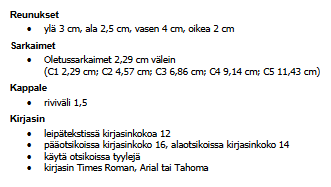 Reunukset
• ylä 3 cm, ala 2,5 cm, vasen 4 cm, oikea 2 cm
Sarkaimet
• Oletussarkaimet 2,29 cm välein
(C1 2,29 cm; C2 4,57 cm; C3 6,86 cm; C4 9,14 cm; C5 11,43 cm)
Kappale
• riviväli 1,5
Kirjasin
• leipätekstissä kirjasinkokoa 12
• pääotsikoissa kirjasinkoko 16, alaotsikoissa kirjasinkoko 14
• käytä otsikoissa tyylejä
• kirjasin Times Roman, Arial tai Tahoma